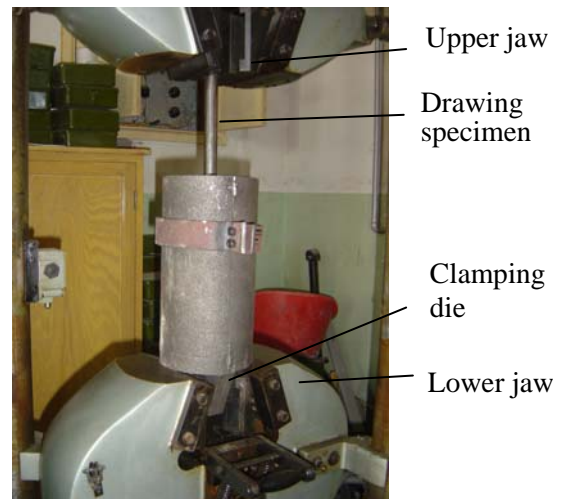 Upper jaw
Drawing
specimen
Clamping
die
Lower jaw